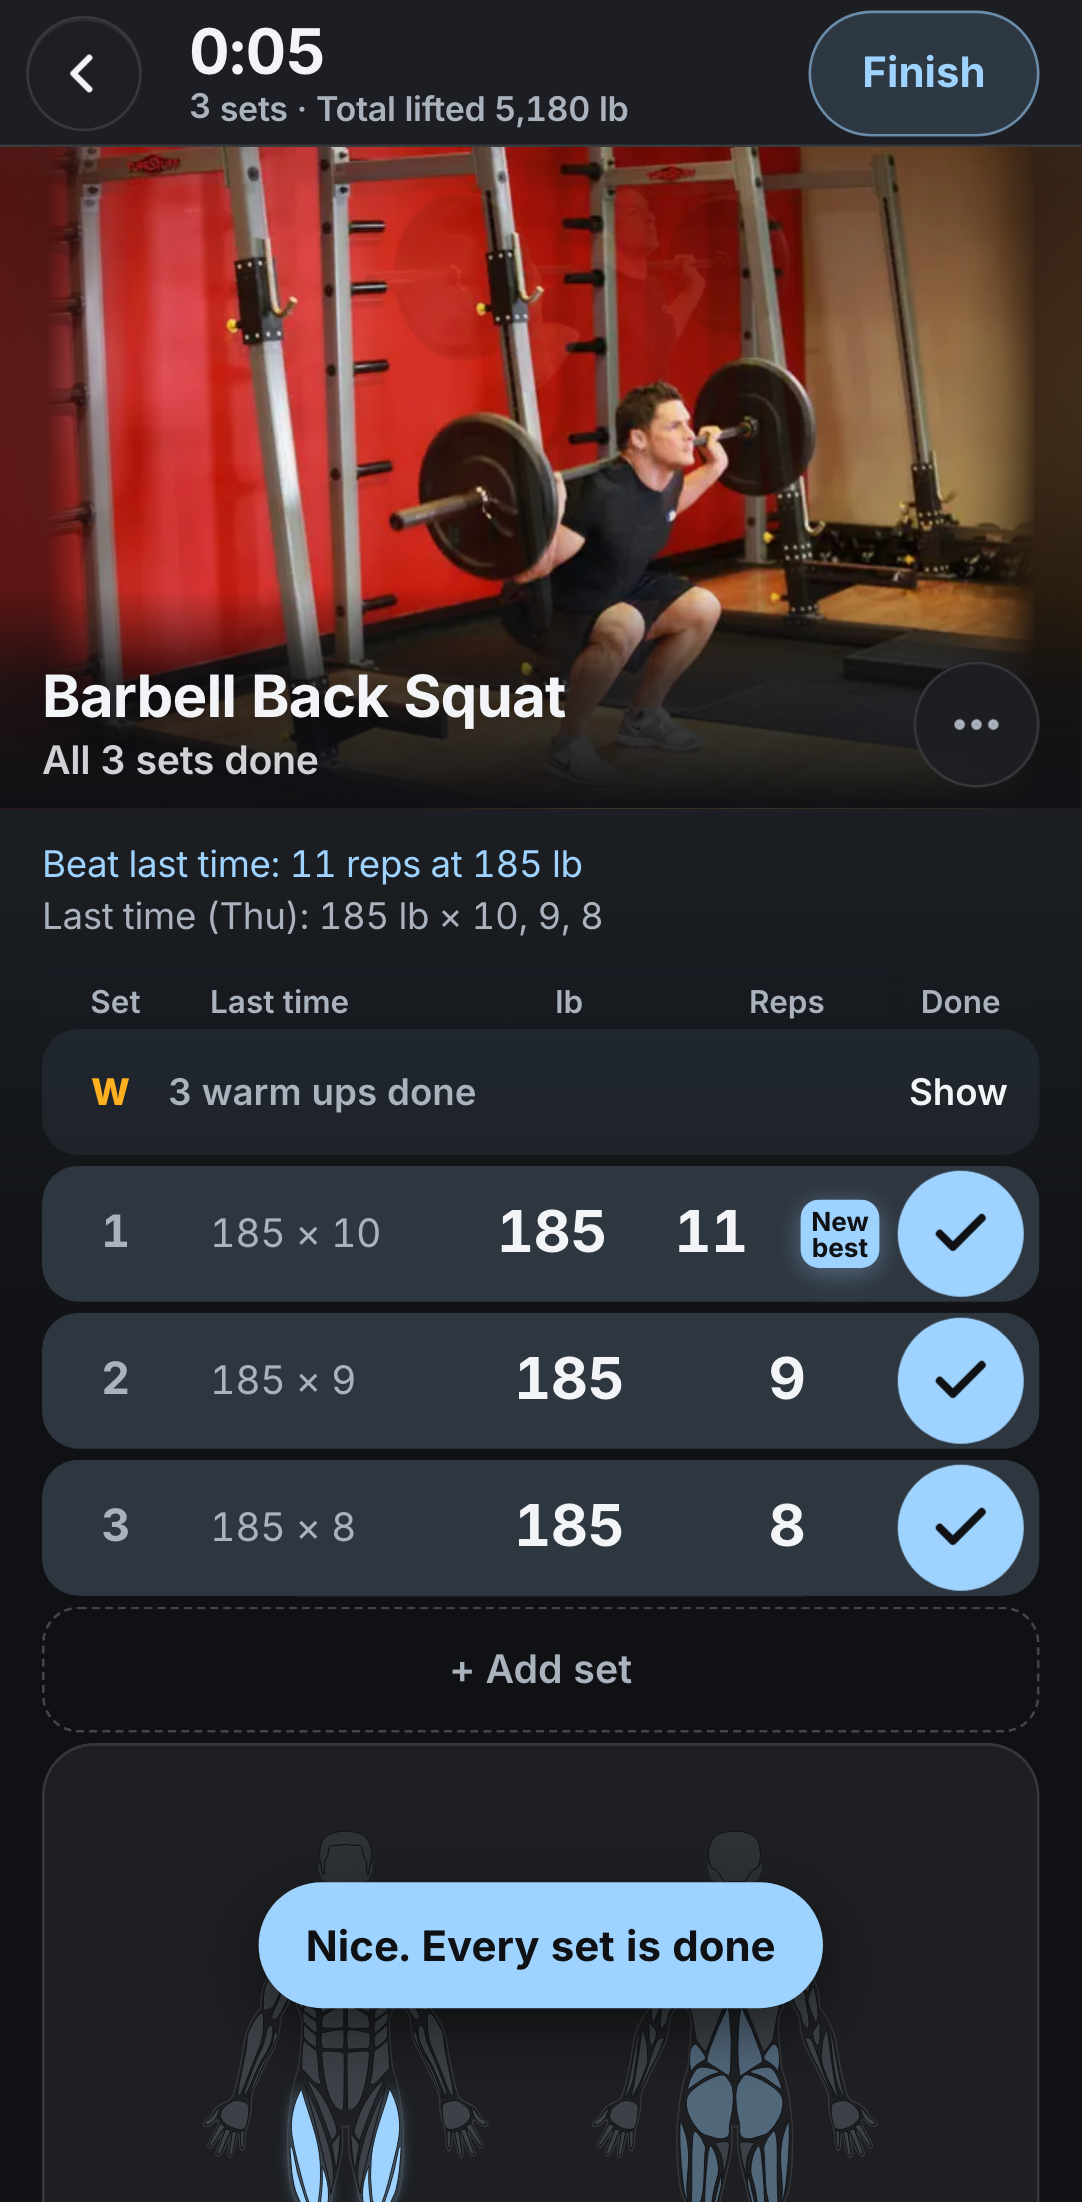 0:05
3 sets · Total lifted 5,180 lb
Finish
Barbell Back Squat
All 3 sets done
Beat last time: 11 reps at 185 lb
Last time (Thu): 185 lb × 10, 9, 8
Set Last time lb Reps Done
W 3 warm ups done Show
1 185 × 10 185 11 New best
2 185 × 9 185 9
3 185 × 8 185 8
+ Add set
Nice. Every set is done